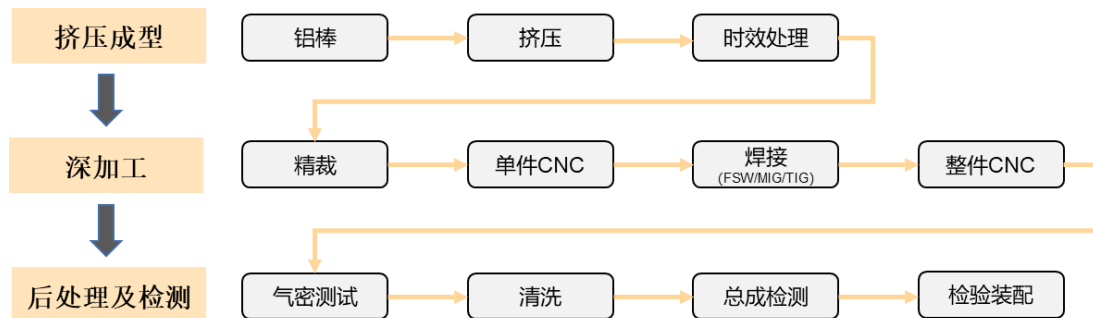 挤压成型
铝棒
挤压
时效处理
深加工
精裁
单件CNC
焊接
(FSW/MIG/TIG)
整件CNC
后处理及检测
气密测试
清洗
总成检测
检验装配